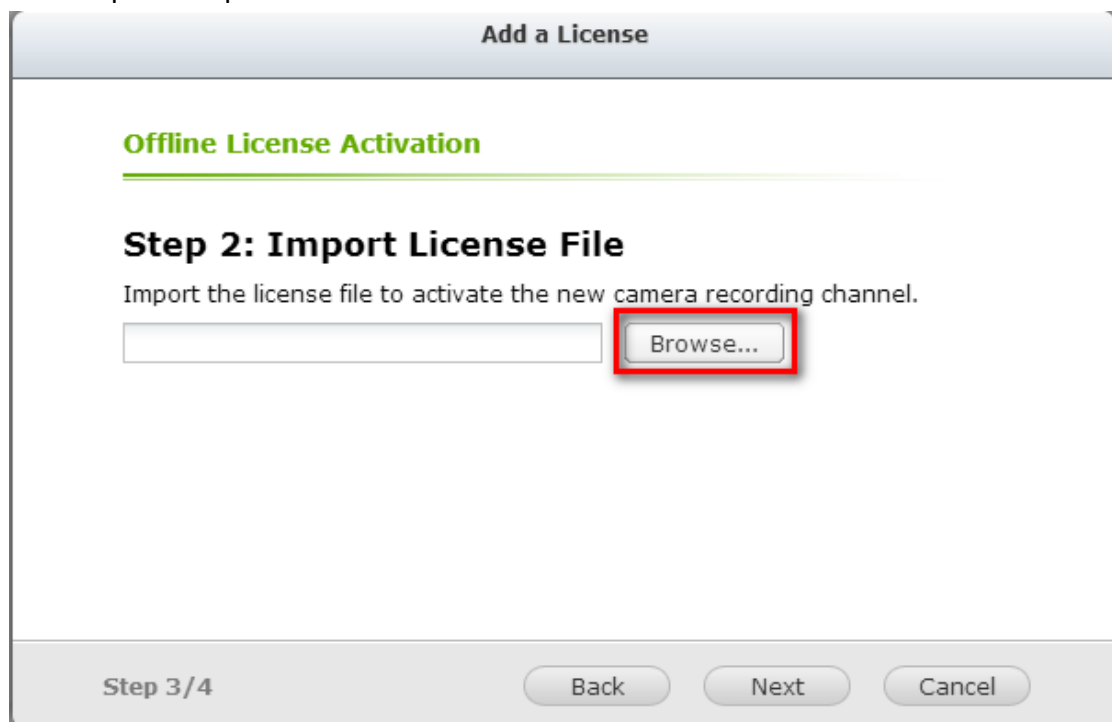 Add a License
Offline License Activation
Step 2: Import License File
Import the license file to activate the new camera recording channel.
Browse...
Step 3/4
Back
Next
Cancel